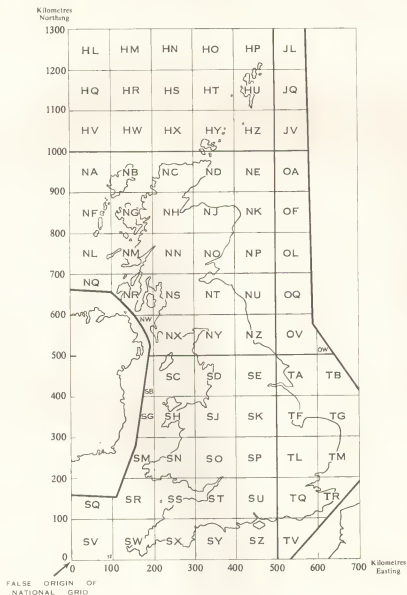 Kilometres
Northing
1300
HL HM HN HO HP JL
1200
HQ HR HS HT HU JQ
1100
HV HW HX HY HZ JV
1000
NA NB NC ND NE OA
900
NF NG NH NJ NK OF
800
NL NM NN NO NP OL
700
NQ NR NS NT NU OQ
600
NW NX NY NZ OV OW
500
SC SD SE TA TB
400
SB
SG SH SJ SK TF TG
300
SM SN SO SP TL TM
200
SQ SR SS ST SU TQ TR
100
SV SW SX SY SZ TV
0
0 100 200 300 400 500 600 700
Kilometres
Easting
FALSE ORIGIN OF
NATIONAL GRID